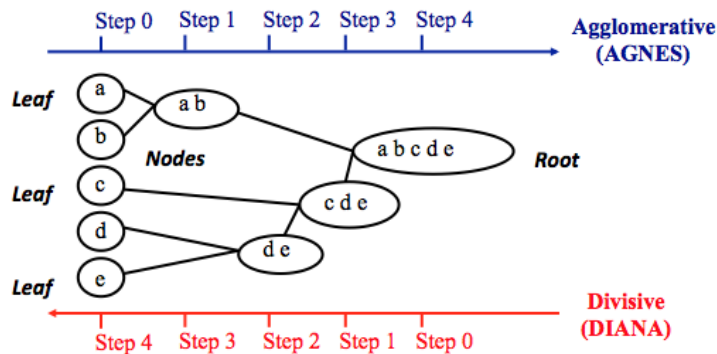 Step 0 Step 1 Step 2 Step 3 Step 4
Agglomerative
(AGNES)
Leaf
a
a b
b
Nodes
a b c d e
Root
Leaf
c
c d e
d
d e
Leaf
e
Divisive
(DIANA)
Step 4 Step 3 Step 2 Step 1 Step 0